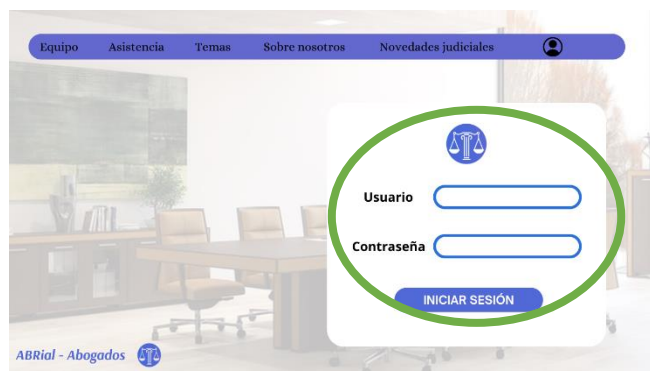 Equipo Asistencia Temas Sobre nosotros Novedades judiciales
Usuario
Contraseña
INICIAR SESIÓN
ABRial - Abogados